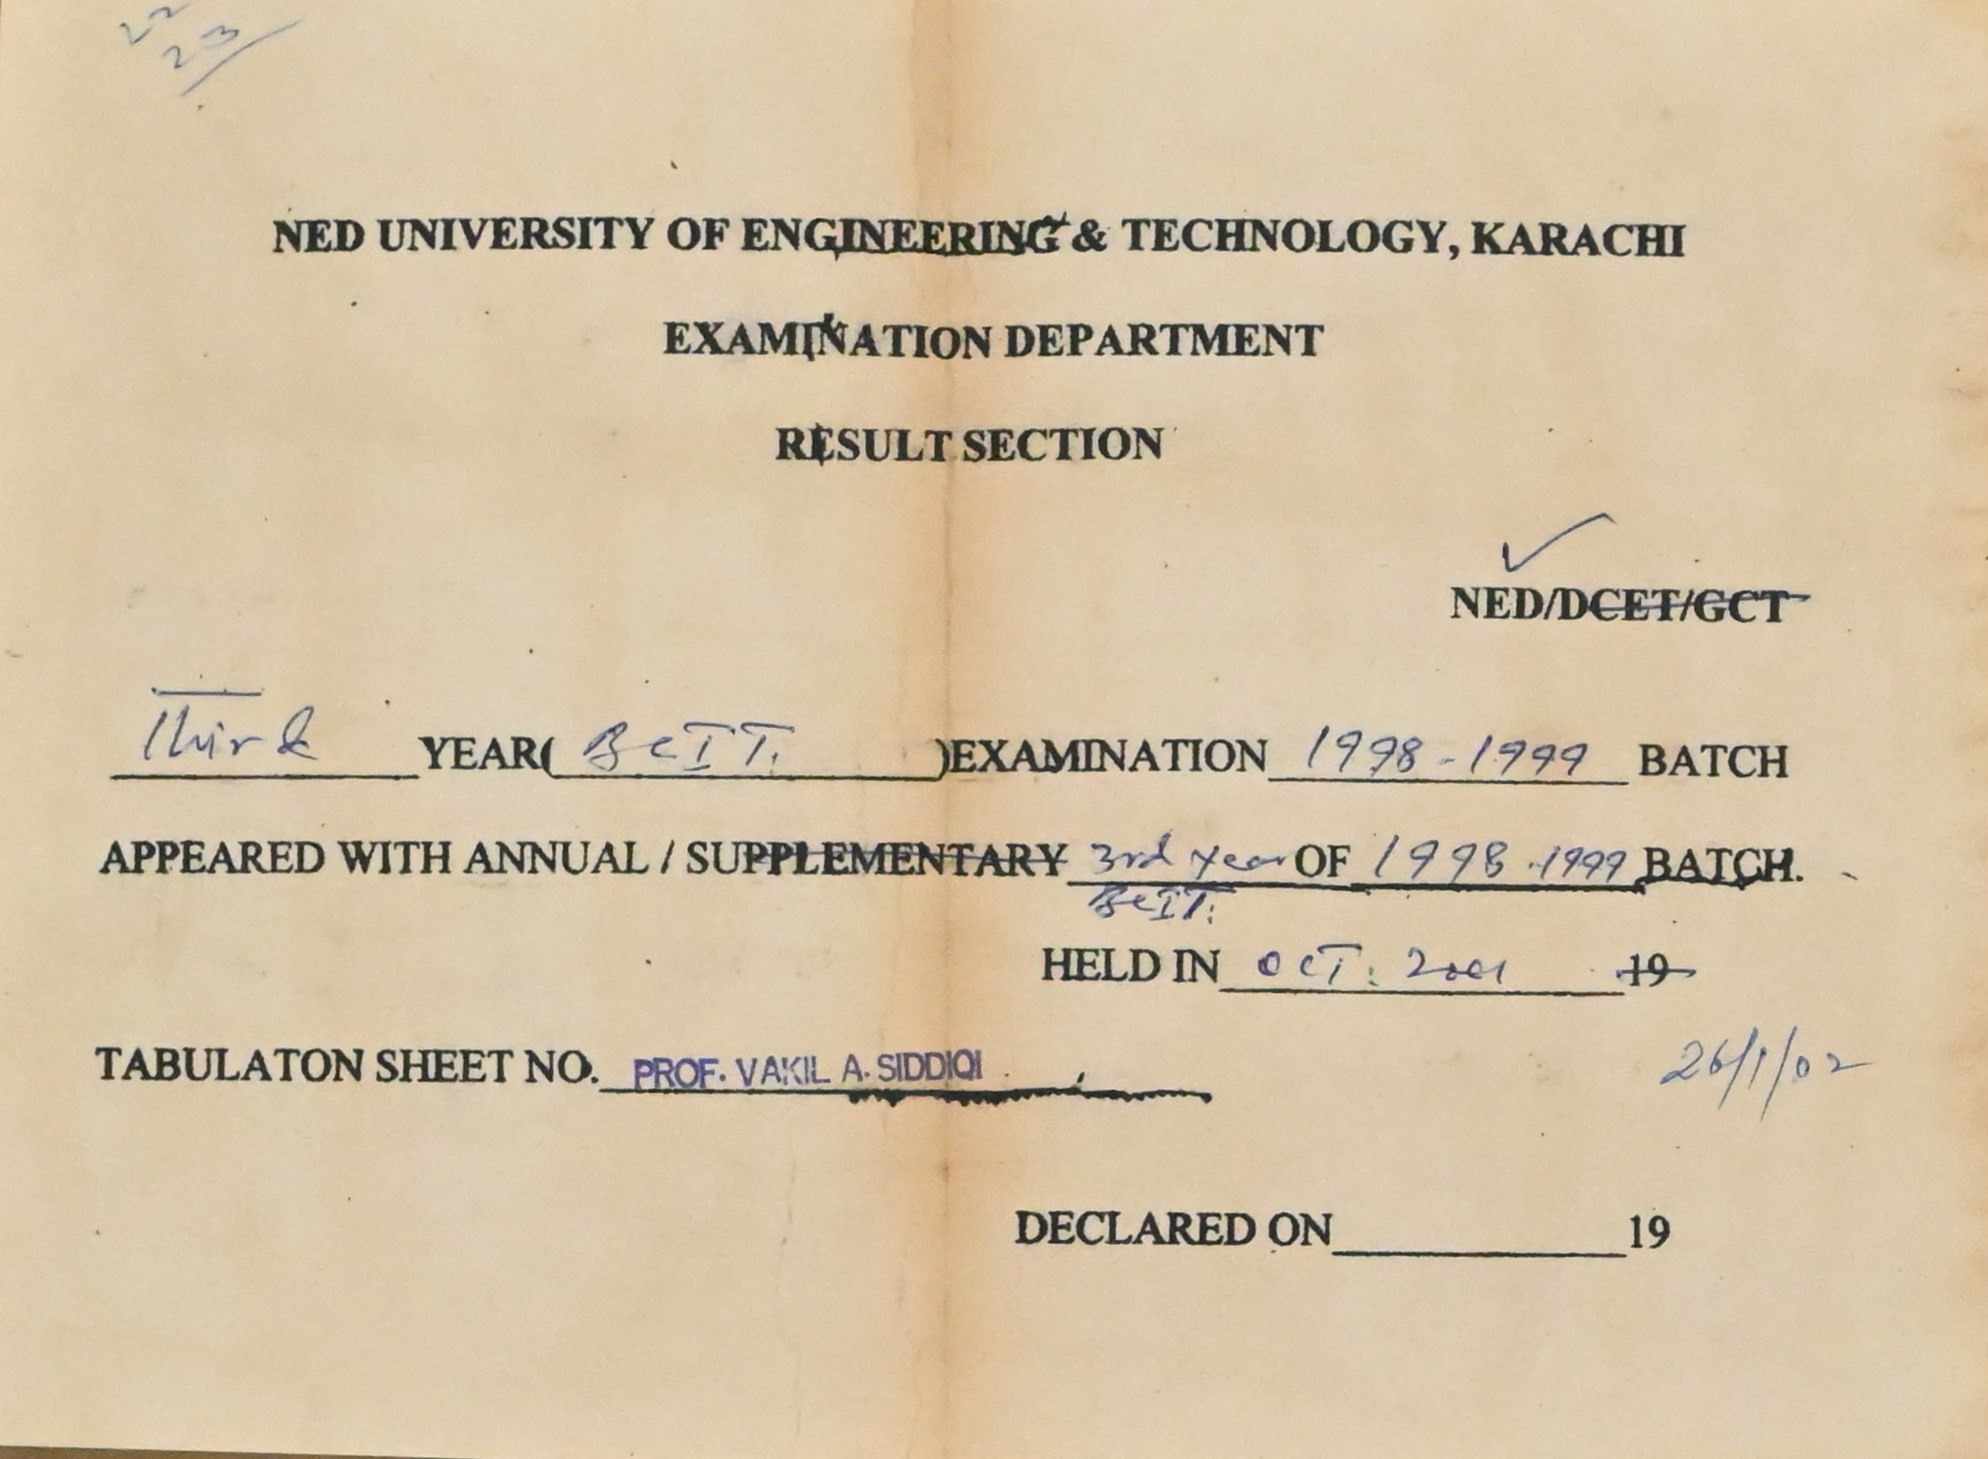 22
23
NED UNIVERSITY OF ENGINEERING & TECHNOLOGY, KARACHI
EXAMINATION DEPARTMENT
RESULT SECTION
NED/DCET/GCT
Third YEAR( BCIT. )EXAMINATION 1998-1999 BATCH
APPEARED WITH ANNUAL / SUPPLEMENTARY 3rd year OF 1998-1999 BATCH.
BCIT.
HELD IN OCT. 2001 19
TABULATON SHEET NO. PROF. VAKIL A. SIDDIQI
26/1/02
DECLARED ON 19